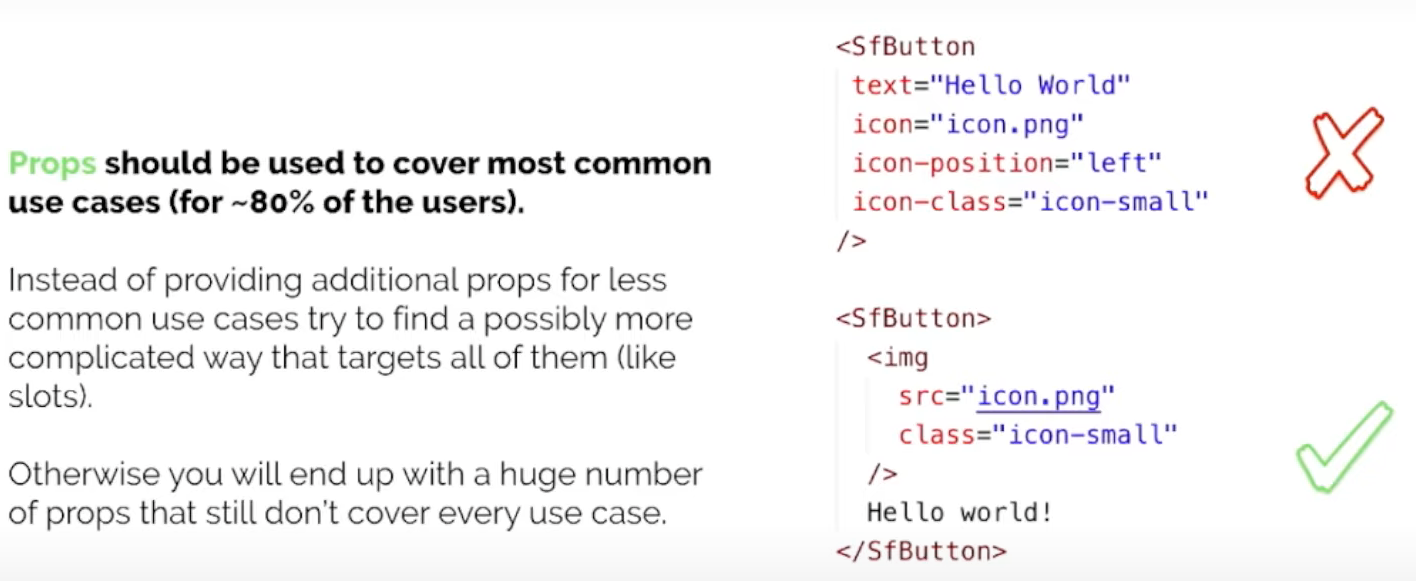 Props should be used to cover most common
use cases (for ~80% of the users).
Instead of providing additional props for less
common use cases try to find a possibly more
complicated way that targets all of them (like
slots).
Otherwise you will end up with a huge number
of props that still don't cover every use case.
<SfButton
text="Hello World"
icon="icon.png"
icon-position="left"
icon-class="icon-small"
/>
<SfButton>
<img
src="icon.png"
class="icon-small"
/>
Hello world!
</SfButton>